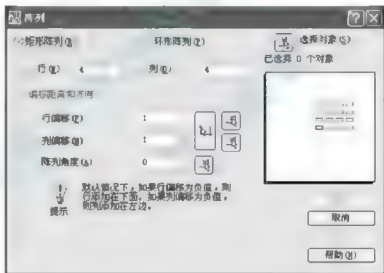 阵列
矩形阵列(R) 环形阵列(P) 选择对象(S)
已选择 0 个对象
行(W) 4 列(O) 4
偏移距离和方向
行偏移(F) 1
列偏移(M) 1
阵列角度(A) 0
默认情况下,如果行偏移为负值,则
行添加在下面。如果列偏移为负值,
则列添加在左边。
提示
取消
帮助(H)